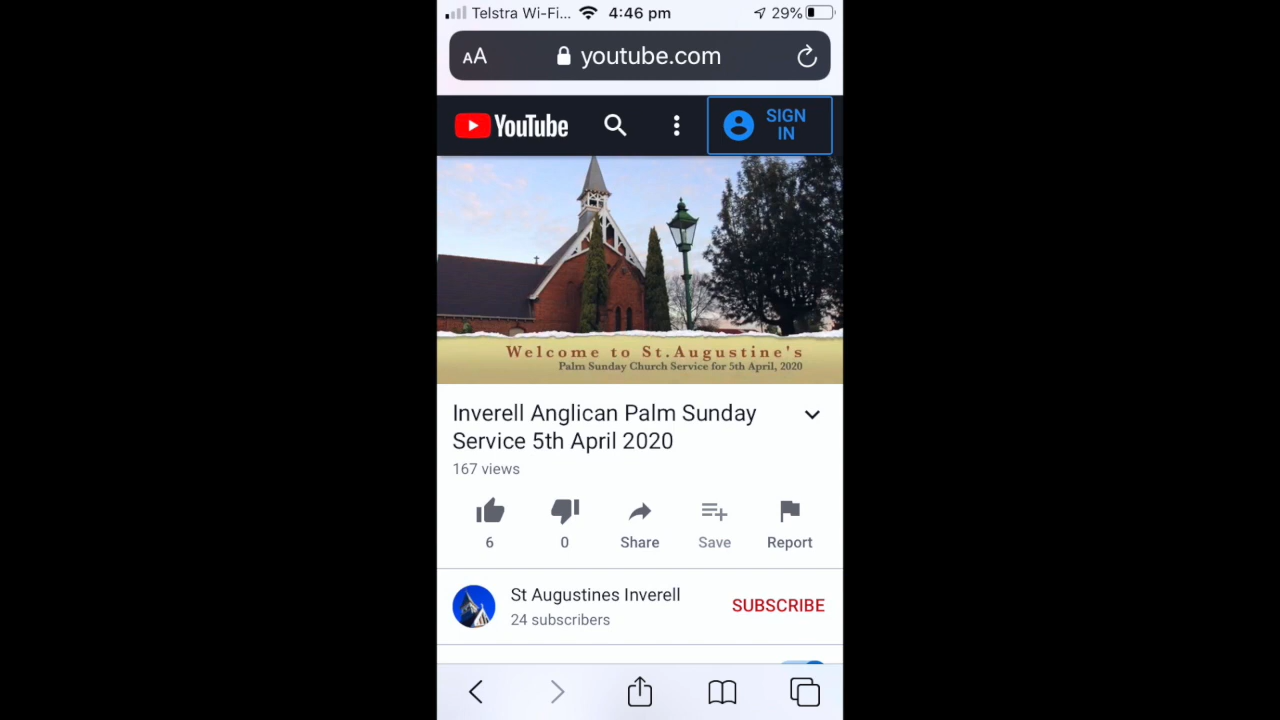 Telstra Wi-Fi... 4:46 pm 29%
AA youtube.com
YouTube SIGN
IN
Welcome to St.Augustine's
Palm Sunday Church Service for 5th April, 2020
Inverell Anglican Palm Sunday
Service 5th April 2020
167 views
6 0 Share Save Report
St Augustines Inverell
24 subscribers
SUBSCRIBE